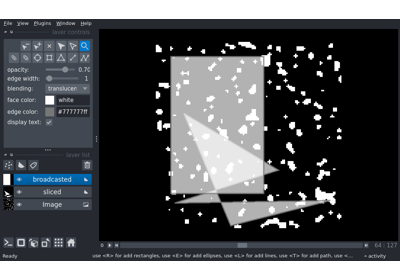 File View Plugins Window Help
layer controls
opacity: 0.70
edge width: 1
blending: translucen
face color: white
edge color: #777777ff
display text:
layer list
broadcasted
sliced
Image
64 127
Ready
use <R> for add rectangles, use <E> for add ellipses, use <L> for add lines, use <T> for add path, use <...
activity